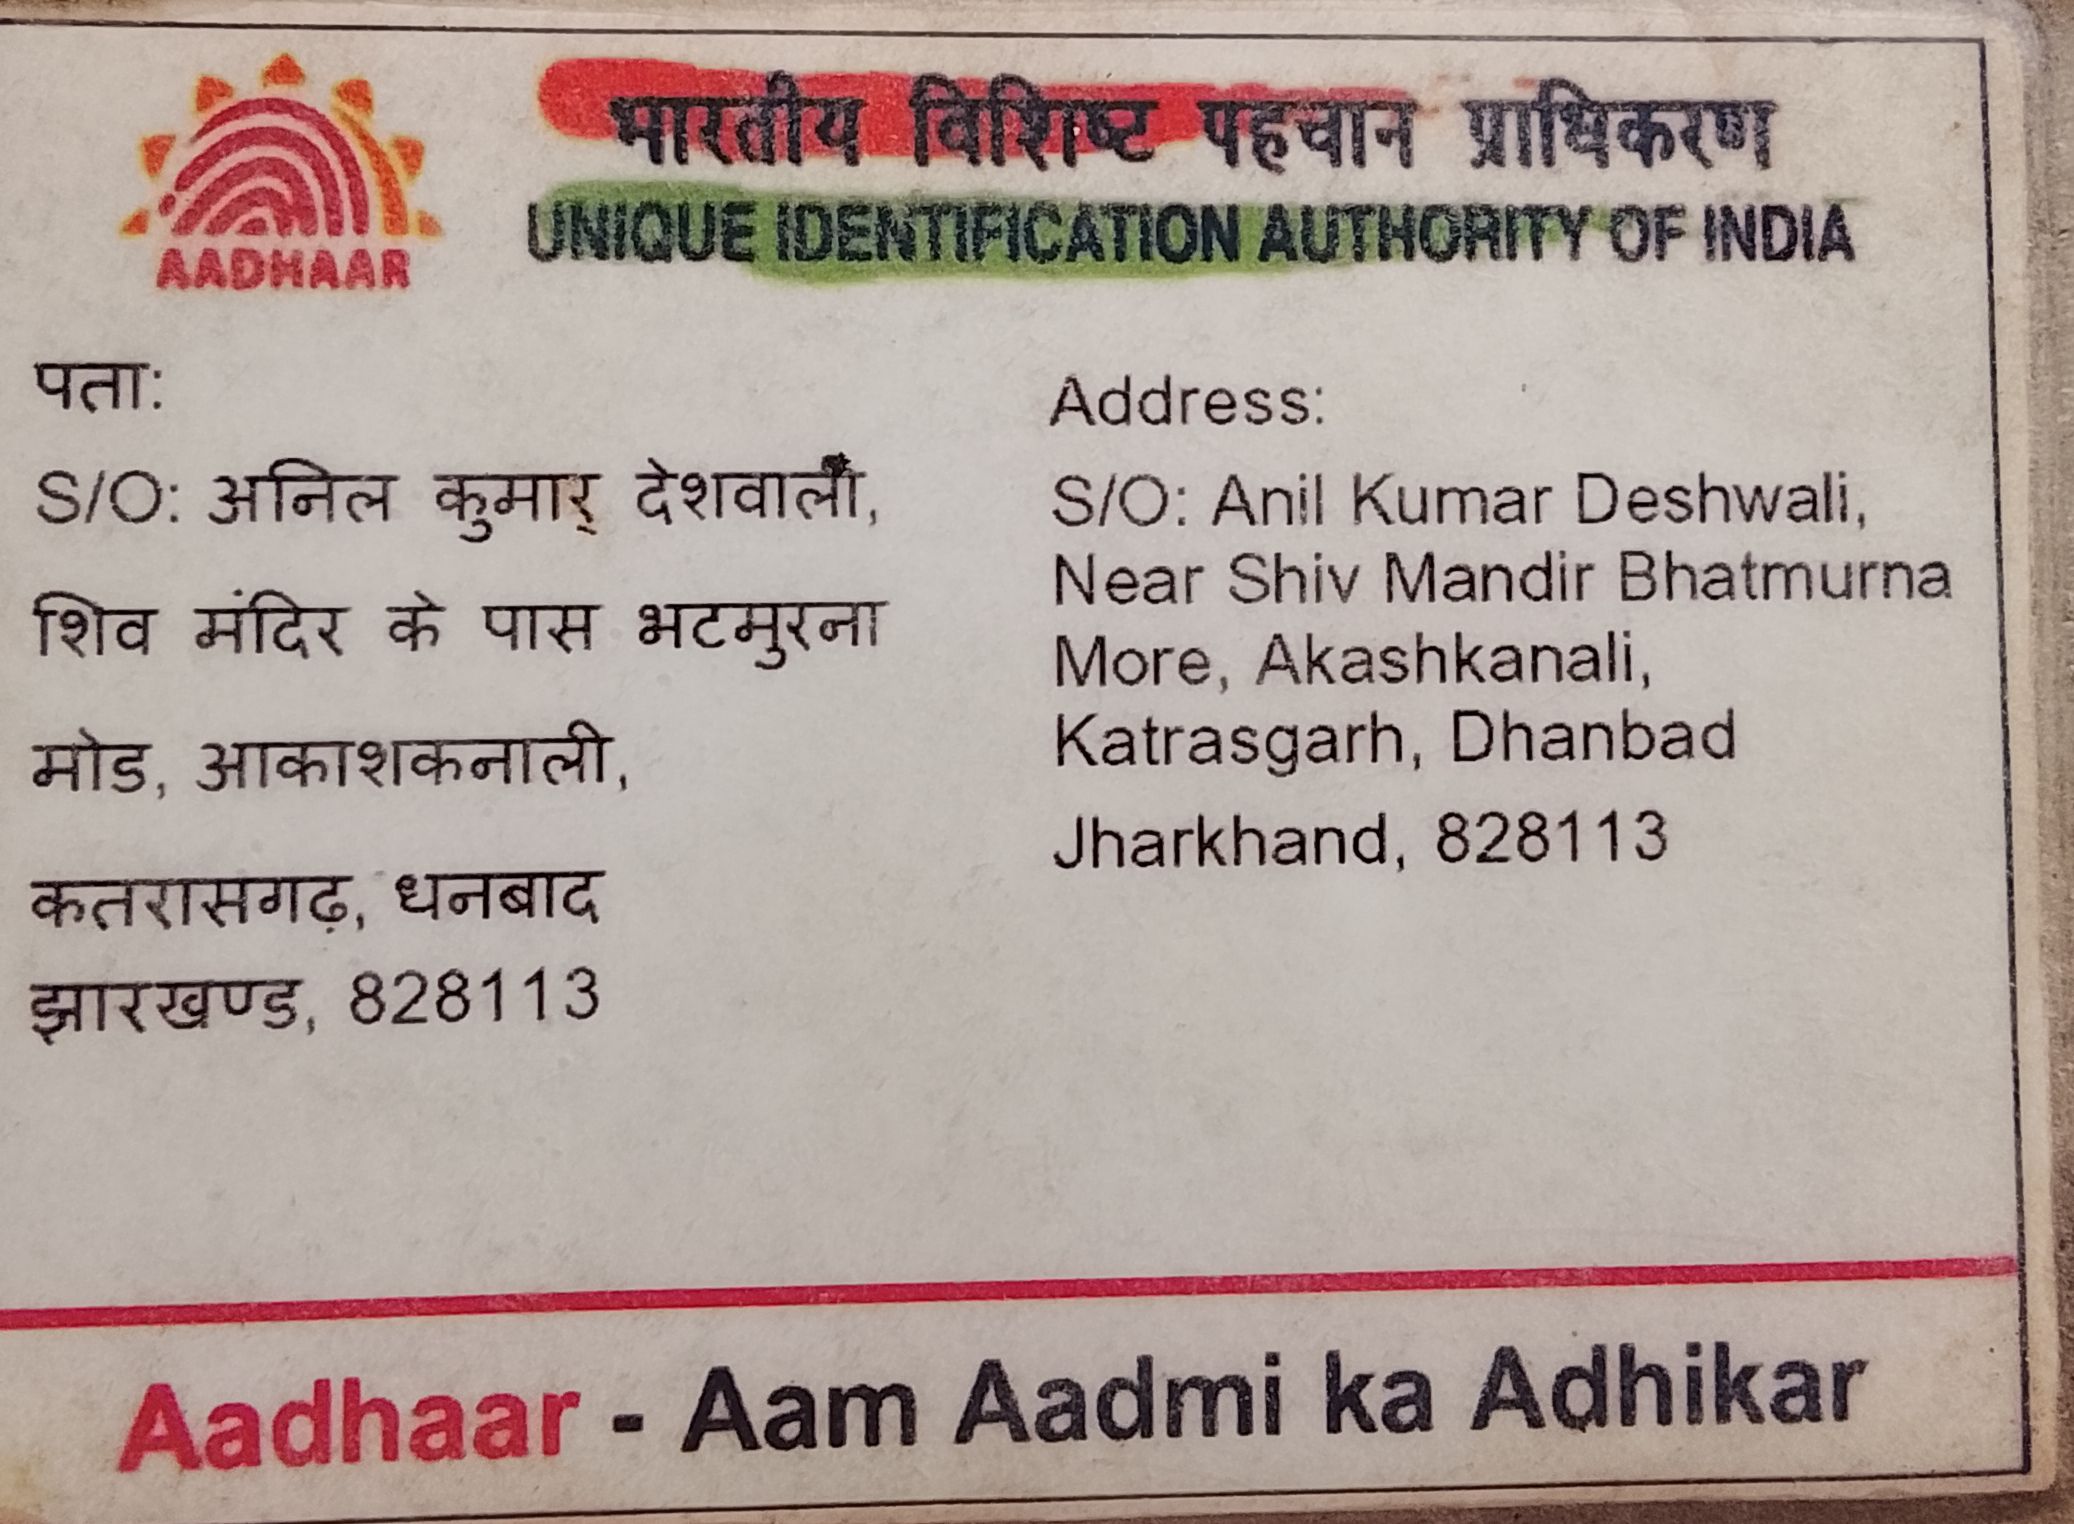 भारतीय विशिष्ट पहचान प्राधिकरण
UNIQUE IDENTIFICATION AUTHORITY OF INDIA
AADHAAR
पता:
S/O: अनिल कुमार् देशवाली,
शिव मंदिर के पास भटमुरना
मोड, आकाशकनाली,
कतरासगढ़, धनबाद
झारखण्ड, 828113
Address:
S/O: Anil Kumar Deshwali,
Near Shiv Mandir Bhatmurna
More, Akashkanali,
Katrasgarh, Dhanbad
Jharkhand, 828113
Aadhaar - Aam Aadmi ka Adhikar